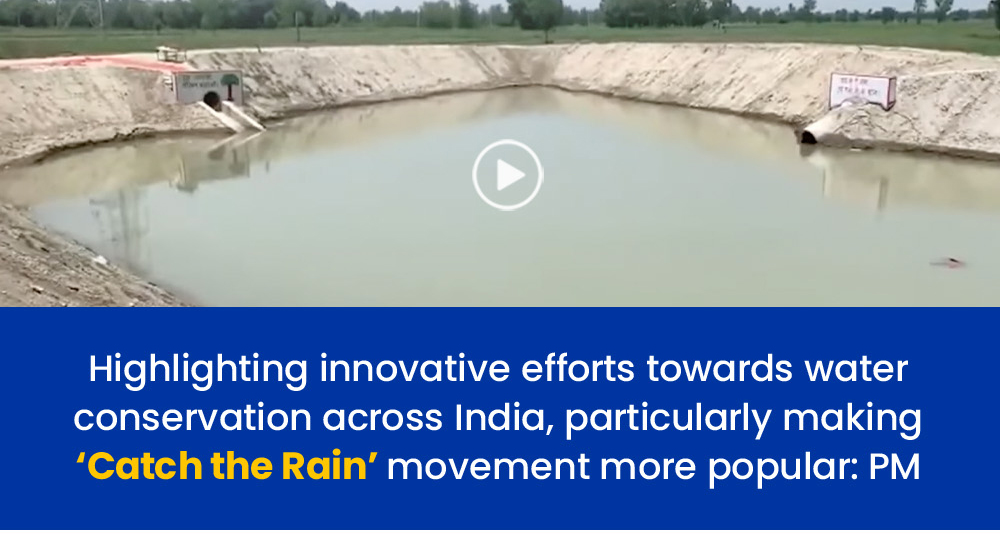 Highlighting innovative efforts towards water
conservation across India, particularly making
‘Catch the Rain’ movement more popular: PM